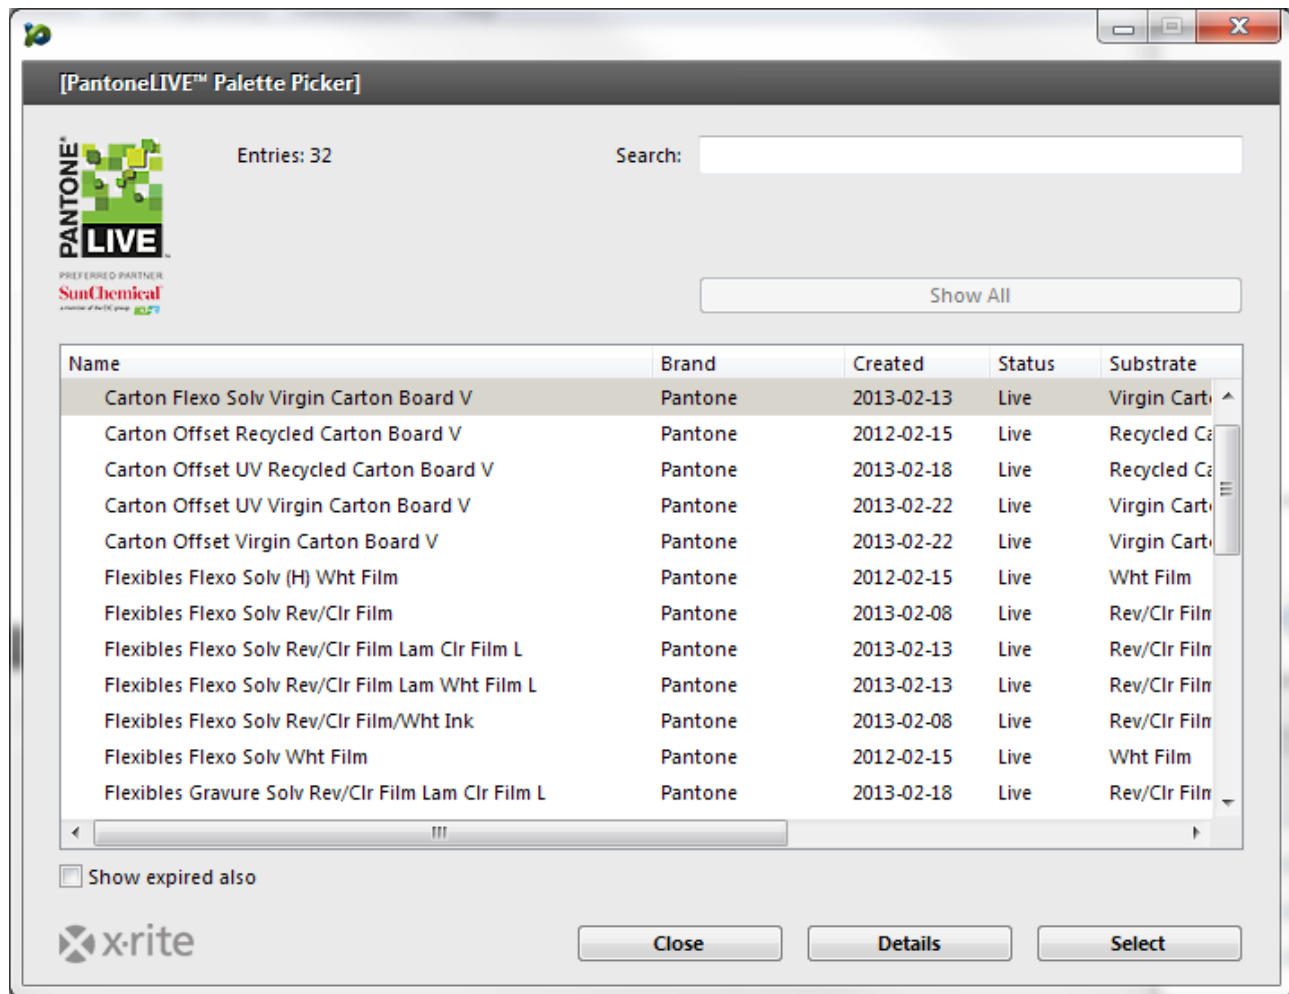 [PantoneLIVE™ Palette Picker]
Entries: 32
Search:
PANTONE®
LIVE™
PREFERRED PARTNER
SunChemical
a member of the DIC group
Show All
Name Brand Created Status Substrate
Carton Flexo Solv Virgin Carton Board V Pantone 2013-02-13 Live Virgin Cart
Carton Offset Recycled Carton Board V Pantone 2012-02-15 Live Recycled Ca
Carton Offset UV Recycled Carton Board V Pantone 2013-02-18 Live Recycled Ca
Carton Offset UV Virgin Carton Board V Pantone 2013-02-22 Live Virgin Cart
Carton Offset Virgin Carton Board V Pantone 2013-02-22 Live Virgin Cart
Flexibles Flexo Solv (H) Wht Film Pantone 2012-02-15 Live Wht Film
Flexibles Flexo Solv Rev/Clr Film Pantone 2013-02-08 Live Rev/Clr Film
Flexibles Flexo Solv Rev/Clr Film Lam Clr Film L Pantone 2013-02-13 Live Rev/Clr Film
Flexibles Flexo Solv Rev/Clr Film Lam Wht Film L Pantone 2013-02-13 Live Rev/Clr Film
Flexibles Flexo Solv Rev/Clr Film/Wht Ink Pantone 2013-02-08 Live Rev/Clr Film
Flexibles Flexo Solv Wht Film Pantone 2012-02-15 Live Wht Film
Flexibles Gravure Solv Rev/Clr Film Lam Clr Film L Pantone 2013-02-18 Live Rev/Clr Film
Show expired also
x·rite
Close
Details
Select